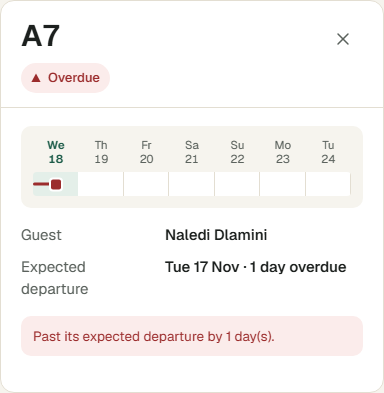 A7
Overdue
We Th Fr Sa Su Mo Tu
18 19 20 21 22 23 24
Guest Naledi Dlamini
Expected departure Tue 17 Nov · 1 day overdue
Past its expected departure by 1 day(s).